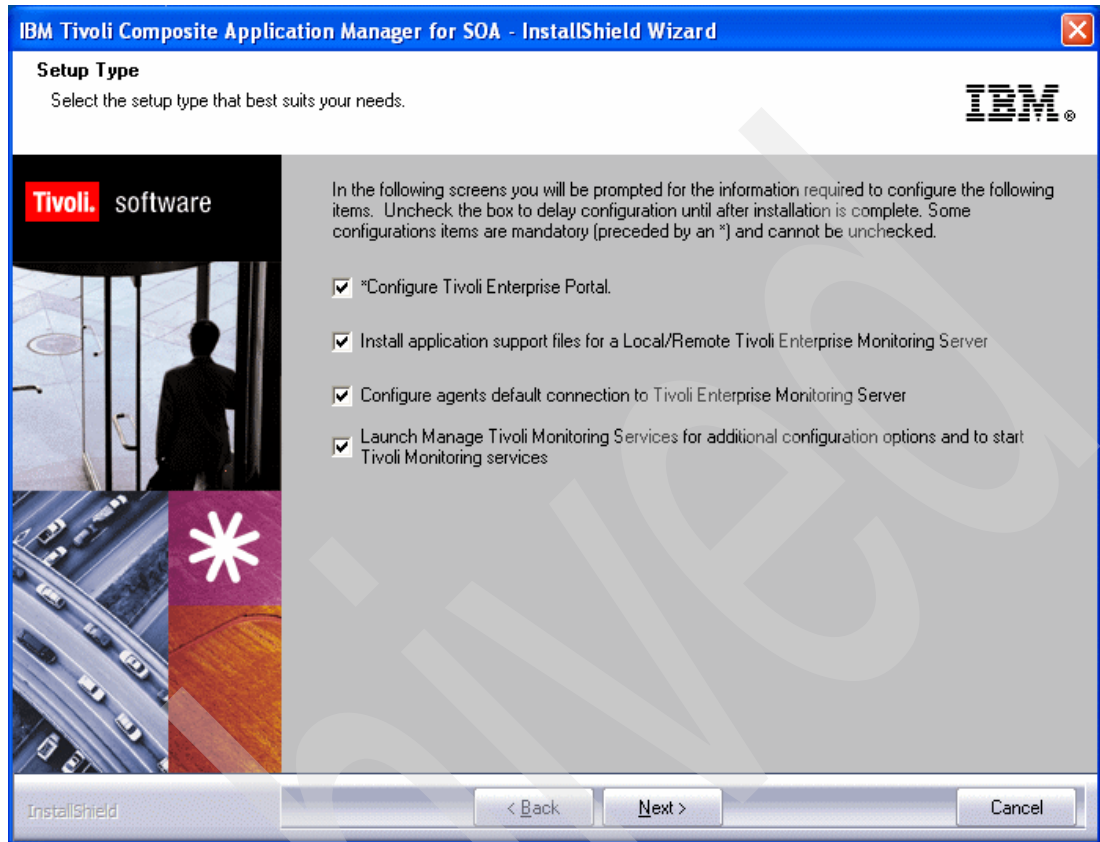 IBM Tivoli Composite Application Manager for SOA - InstallShield Wizard
Setup Type
Select the setup type that best suits your needs.
IBM®
Tivoli. software
In the following screens you will be prompted for the information required to configure the following
items. Uncheck the box to delay configuration until after installation is complete. Some
configurations items are mandatory (preceded by an *) and cannot be unchecked.
*Configure Tivoli Enterprise Portal.
Install application support files for a Local/Remote Tivoli Enterprise Monitoring Server
Configure agents default connection to Tivoli Enterprise Monitoring Server
Launch Manage Tivoli Monitoring Services for additional configuration options and to start
Tivoli Monitoring services
InstallShield
< Back
Next >
Cancel